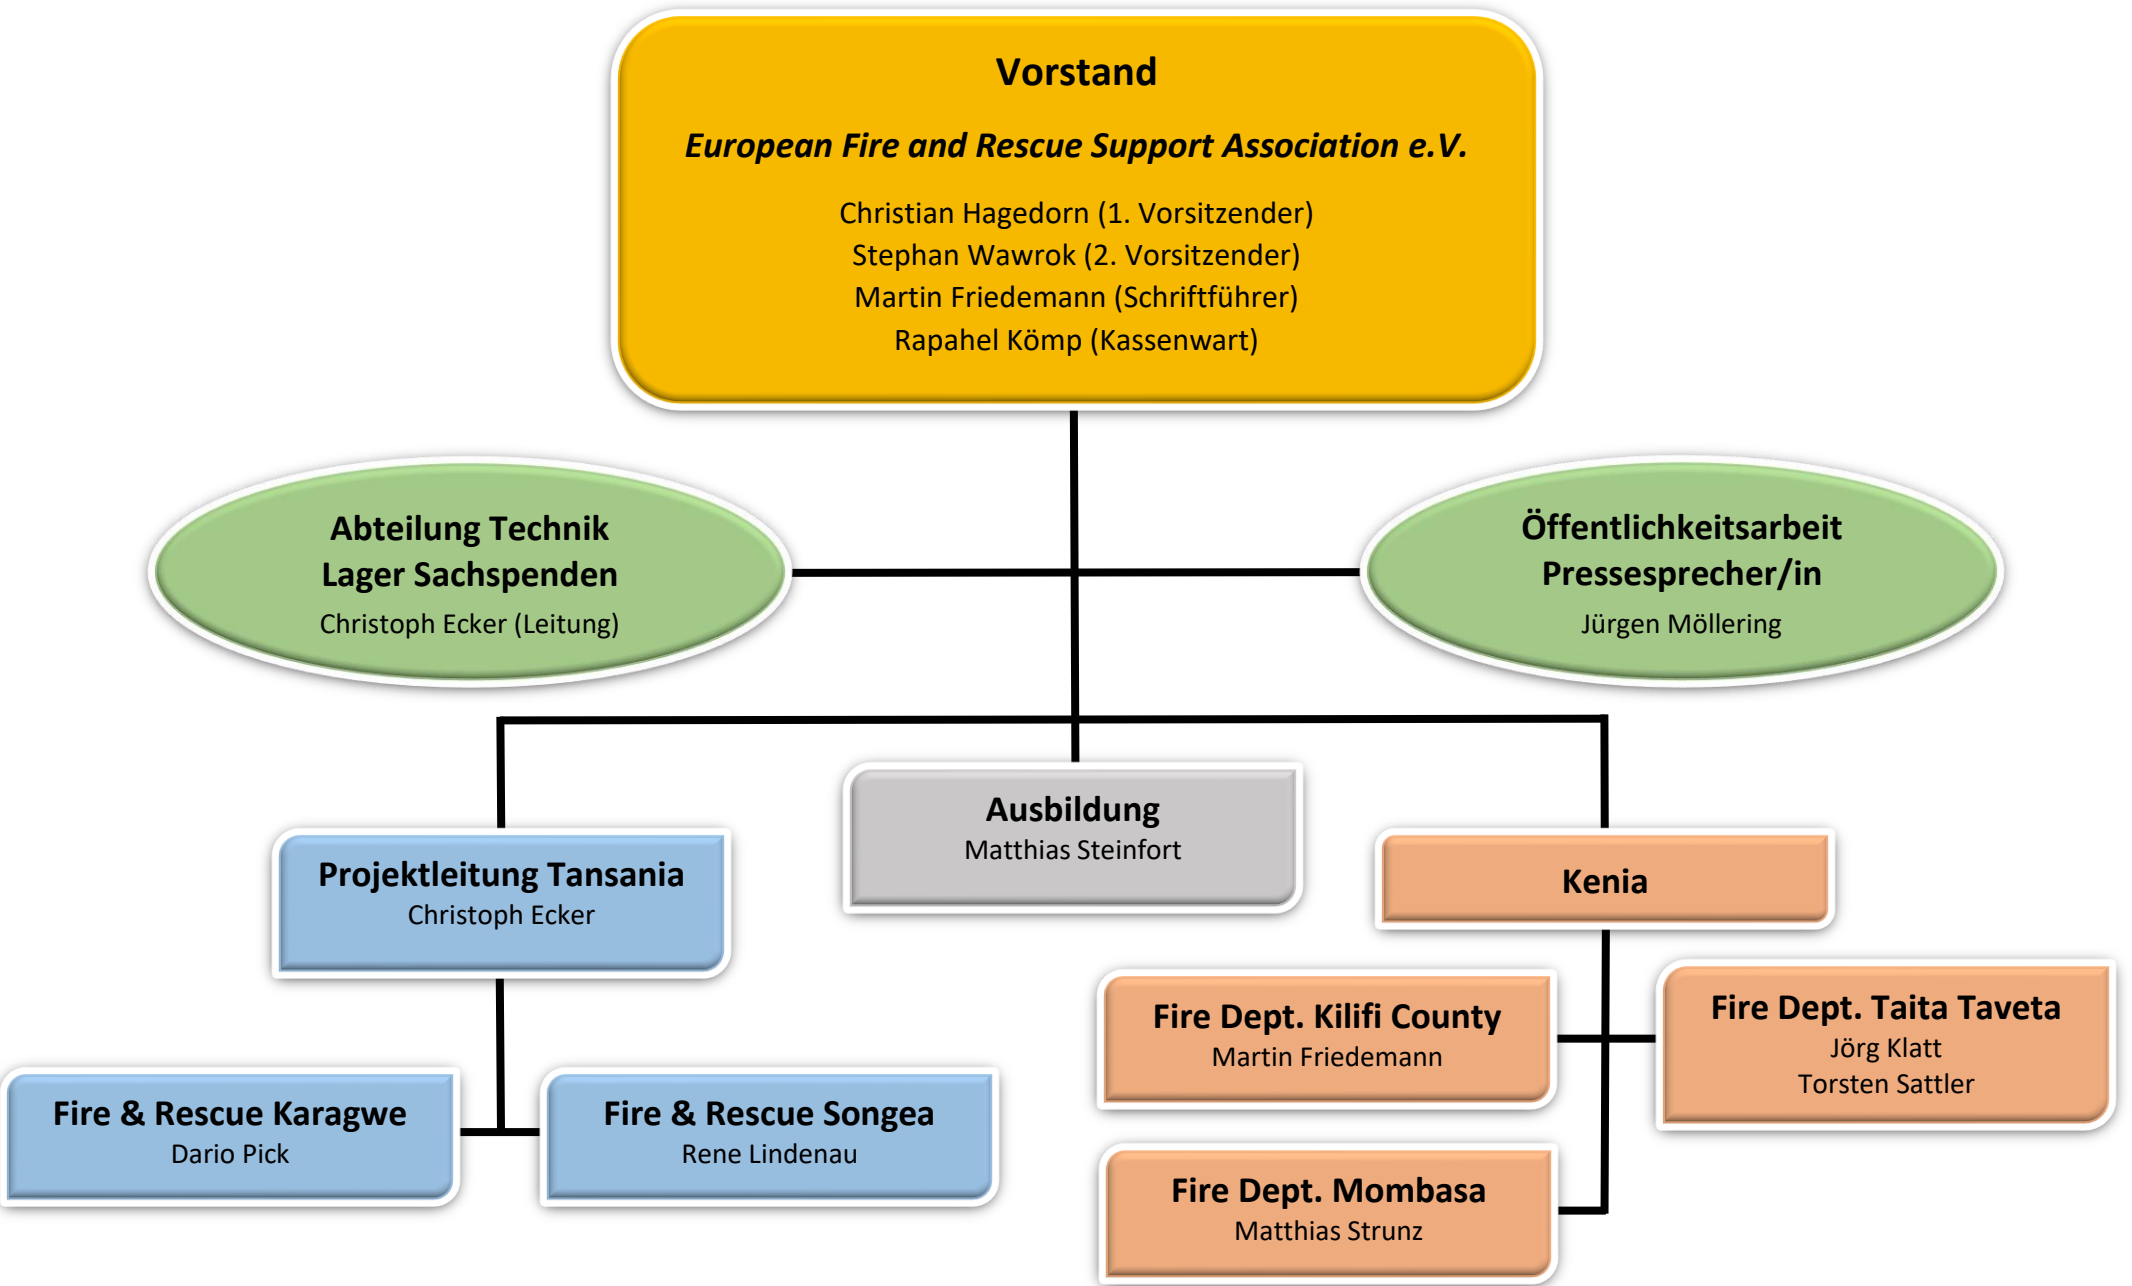 Vorstand
European Fire and Rescue Support Association e.V.
Christian Hagedorn (1. Vorsitzender)
Stephan Wawrok (2. Vorsitzender)
Martin Friedemann (Schriftführer)
Rapahel Kömp (Kassenwart)
Abteilung Technik
Lager Sachspenden
Christoph Ecker (Leitung)
Öffentlichkeitsarbeit
Pressesprecher/in
Jürgen Möllering
Ausbildung
Matthias Steinfort
Projektleitung Tansania
Christoph Ecker
Kenia
Fire Dept. Kilifi County
Martin Friedemann
Fire Dept. Taita Taveta
Jörg Klatt
Torsten Sattler
Fire & Rescue Karagwe
Dario Pick
Fire & Rescue Songea
Rene Lindenau
Fire Dept. Mombasa
Matthias Strunz